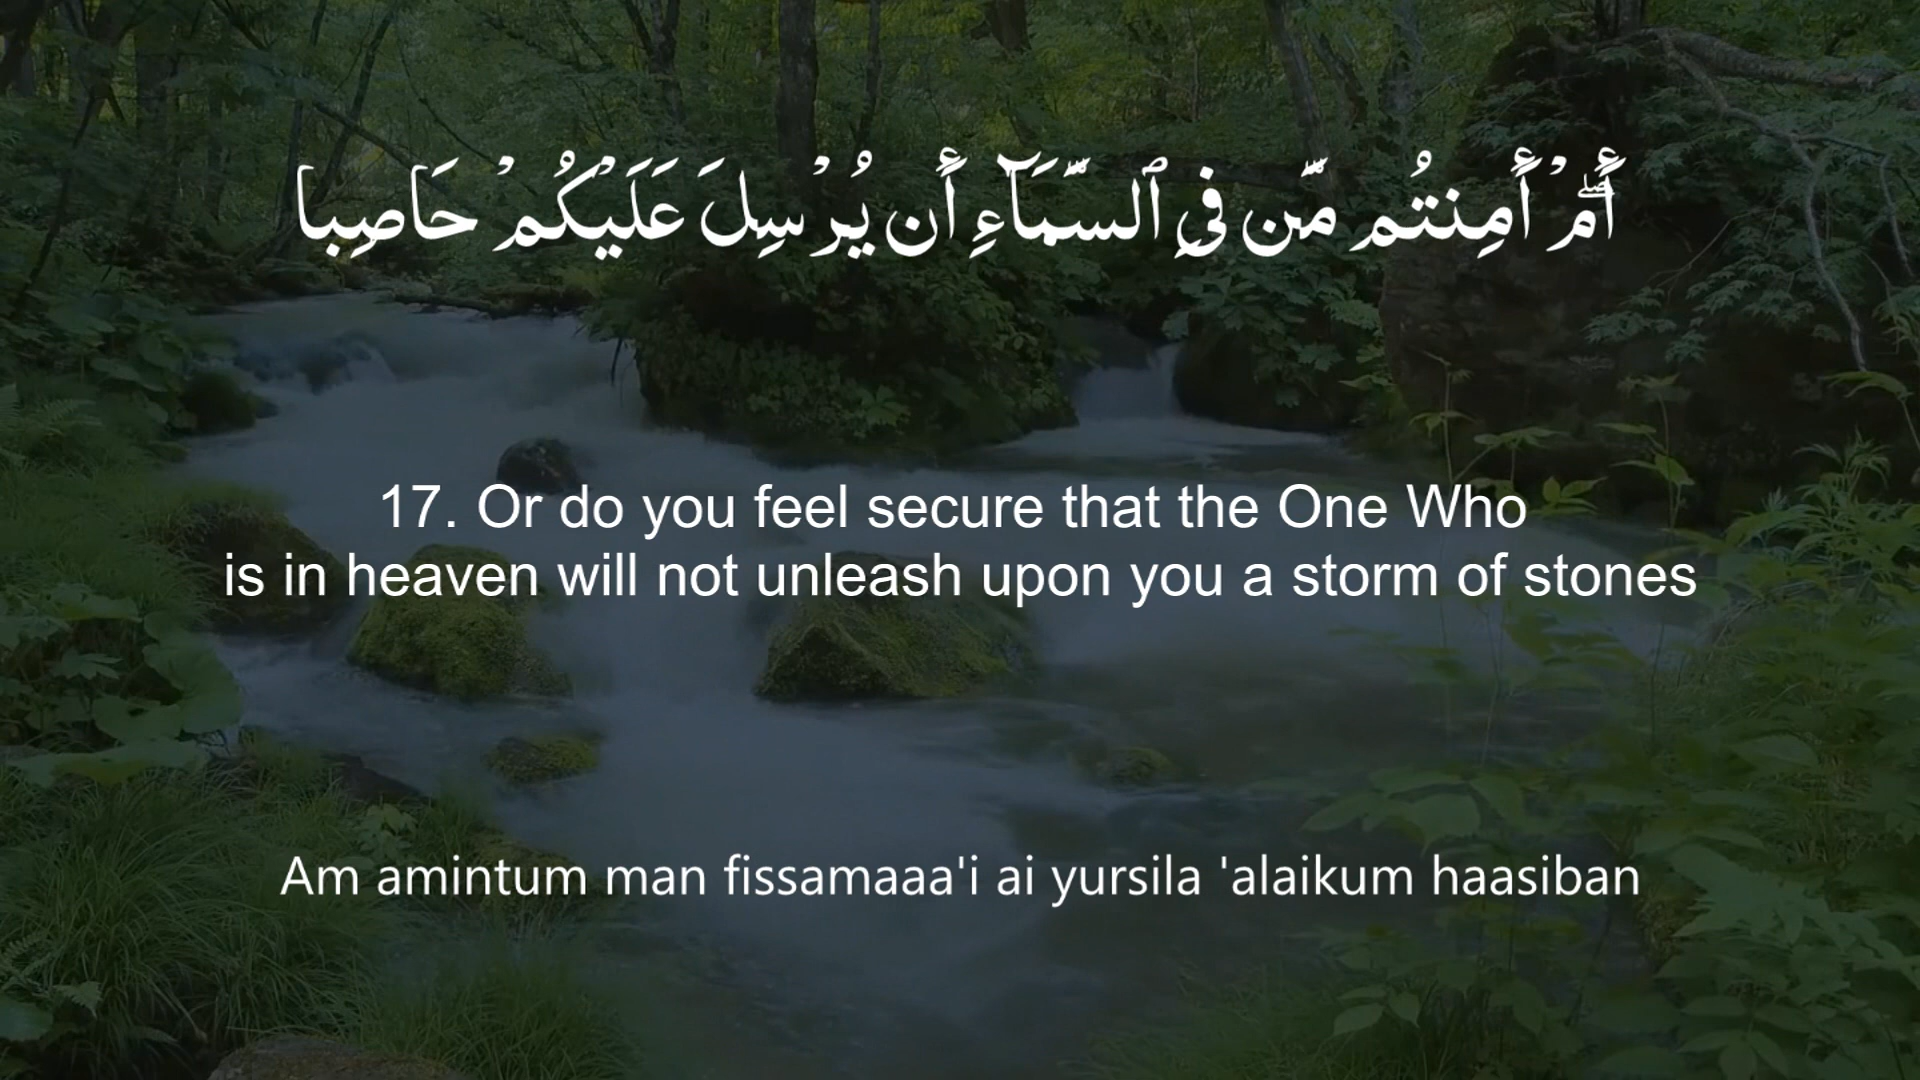 أَمْ أَمِنتُم مَّن فِي ٱلسَّمَآءِ أَن يُرْسِلَ عَلَيْكُمْ حَاصِبا
17. Or do you feel secure that the One Who
is in heaven will not unleash upon you a storm of stones
Am amintum man fissamaaa'i ai yursila 'alaikum haasiban